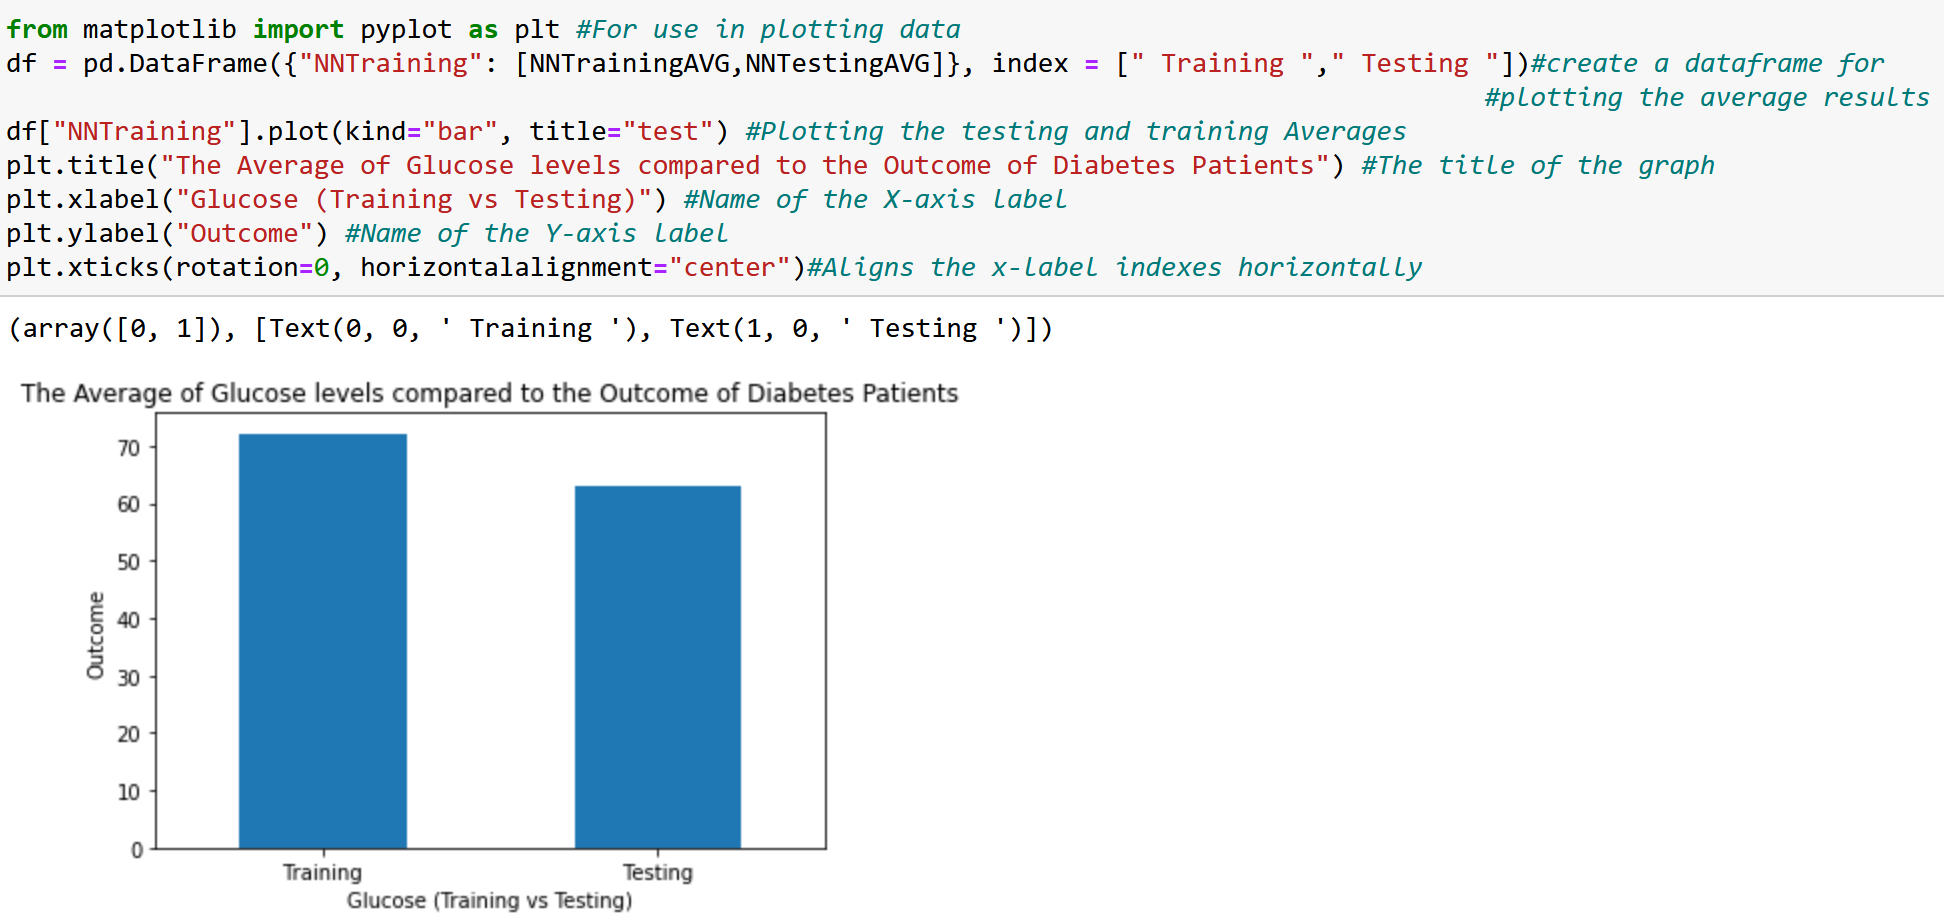 from matplotlib import pyplot as plt #For use in plotting data
df = pd.DataFrame({"NNTraining": [NNTrainingAVG,NNTestingAVG]}, index = [" Training "," Testing "])#create a dataframe for
#plotting the average results
df["NNTraining"].plot(kind="bar", title="test") #Plotting the testing and training Averages
plt.title("The Average of Glucose levels compared to the Outcome of Diabetes Patients") #The title of the graph
plt.xlabel("Glucose (Training vs Testing)") #Name of the X-axis label
plt.ylabel("Outcome") #Name of the Y-axis label
plt.xticks(rotation=0, horizontalalignment="center")#Aligns the x-label indexes horizontally
(array([0, 1]), [Text(0, 0, ' Training '), Text(1, 0, ' Testing ')])
The Average of Glucose levels compared to the Outcome of Diabetes Patients
70
60
50
40
30
20
10
0
Outcome
Training Testing
Glucose (Training vs Testing)